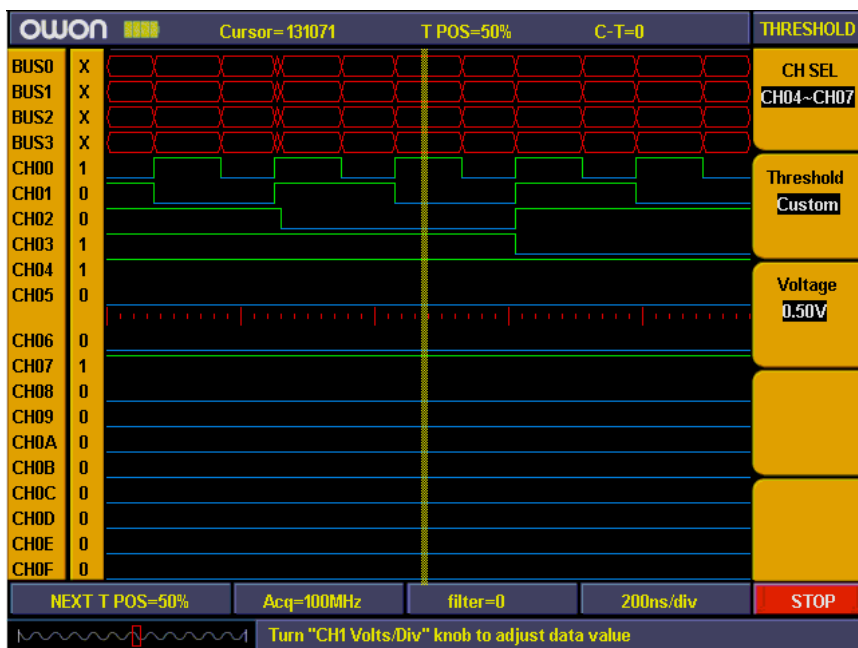 owon Cursor=131071 T POS=50% C-T=0 THRESHOLD
BUS0 X
BUS1 X
BUS2 X
BUS3 X
CH00 1
CH01 0
CH02 0
CH03 1
CH04 1
CH05 0
CH06 0
CH07 1
CH08 0
CH09 0
CH0A 0
CH0B 0
CH0C 0
CH0D 0
CH0E 0
CH0F 0
CH SEL
CH04~CH07
Threshold
Custom
Voltage
0.50V
NEXT T POS=50% Acq=100MHz filter=0 200ns/div STOP
Turn "CH1 Volts/Div" knob to adjust data value